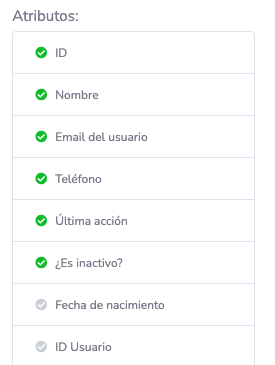 Atributos:
ID
Nombre
Email del usuario
Teléfono
Última acción
¿Es inactivo?
Fecha de nacimiento
ID Usuario